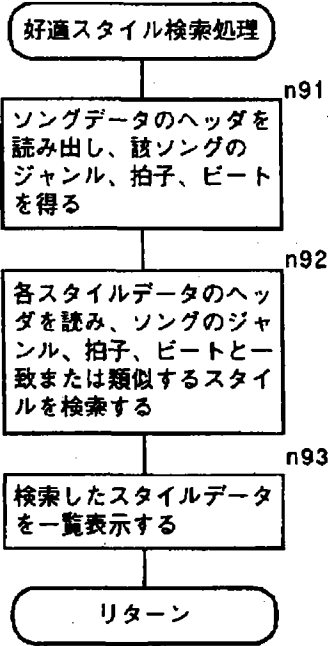 好適スタイル検索処理
n91
ソングデータのヘッダを
読み出し、該ソングの
ジャンル、拍子、ビート
を得る
n92
各スタイルデータのヘッ
ダを読み、ソングのジャ
ンル、拍子、ビートと一
致または類似するスタイ
ルを検索する
n93
検索したスタイルデータ
を一覧表示する
リターン